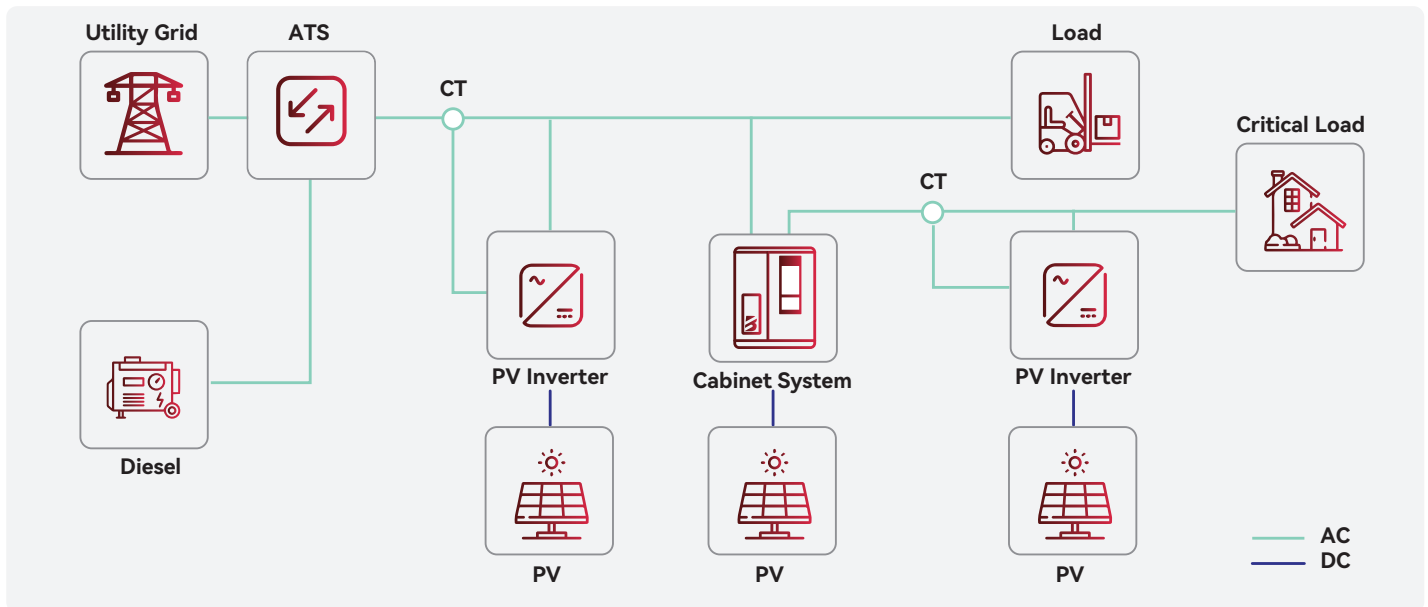 Utility Grid
ATS
Load
CT
Critical Load
CT
PV Inverter
Cabinet System
PV Inverter
Diesel
PV
PV
PV
AC
DC